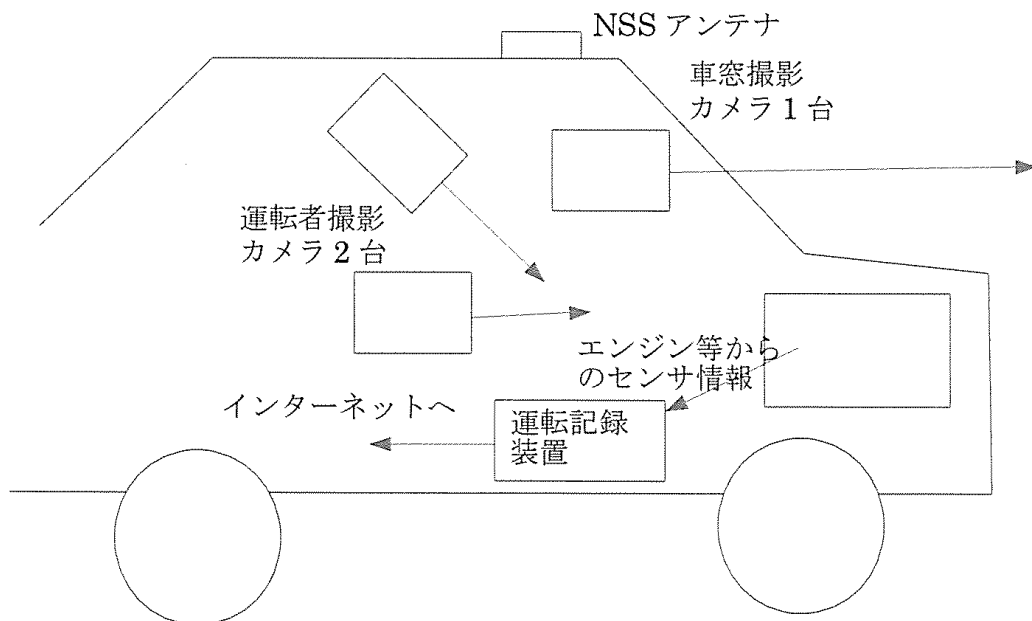 NSS アンテナ
車窓撮影
カメラ 1 台
運転者撮影
カメラ 2 台
エンジン等から
のセンサ情報
インターネットへ
運転記録
装置